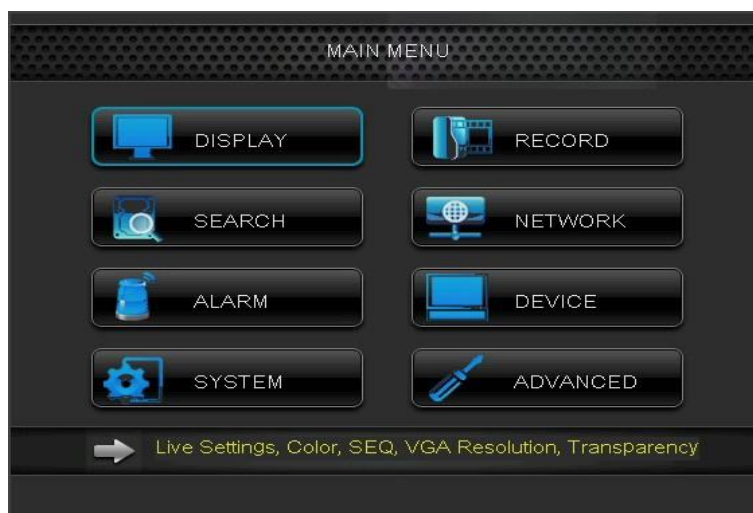 MAIN MENU
DISPLAY
RECORD
SEARCH
NETWORK
ALARM
DEVICE
SYSTEM
ADVANCED
Live Settings, Color, SEQ, VGA Resolution, Transparency